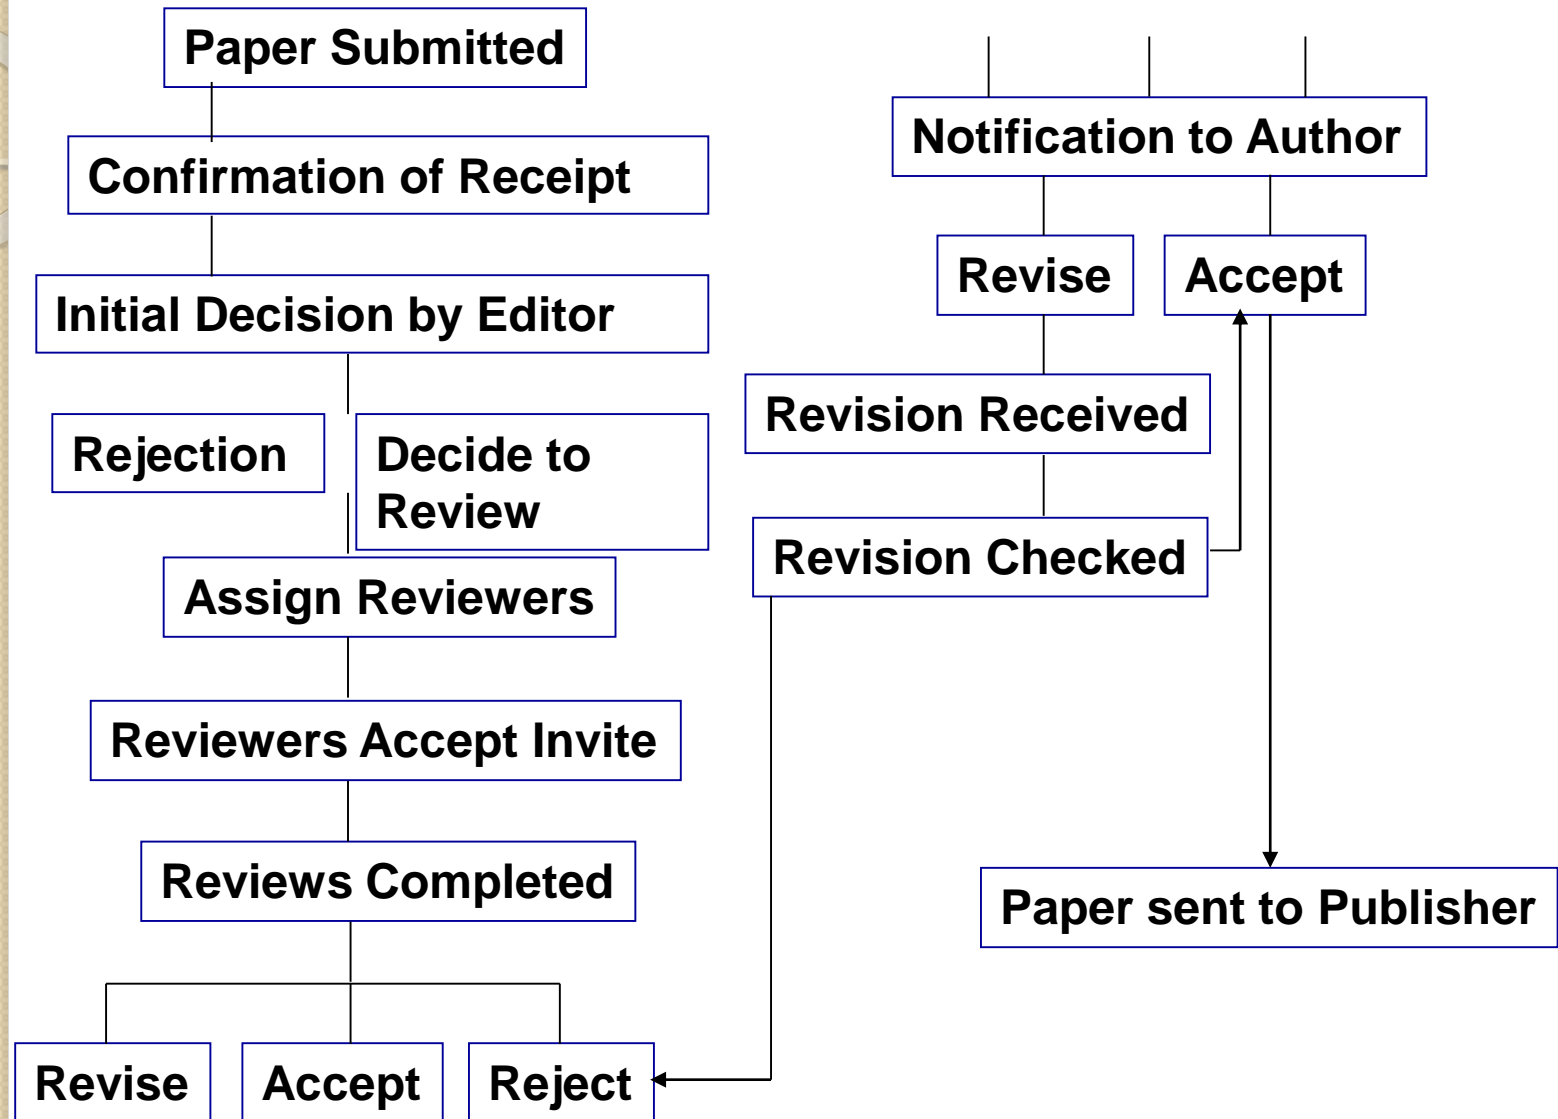 Paper Submitted
Confirmation of Receipt
Initial Decision by Editor
Rejection
Decide to
Review
Assign Reviewers
Reviewers Accept Invite
Reviews Completed
Revise
Accept
Reject
Notification to Author
Revise
Accept
Revision Received
Revision Checked
Paper sent to Publisher